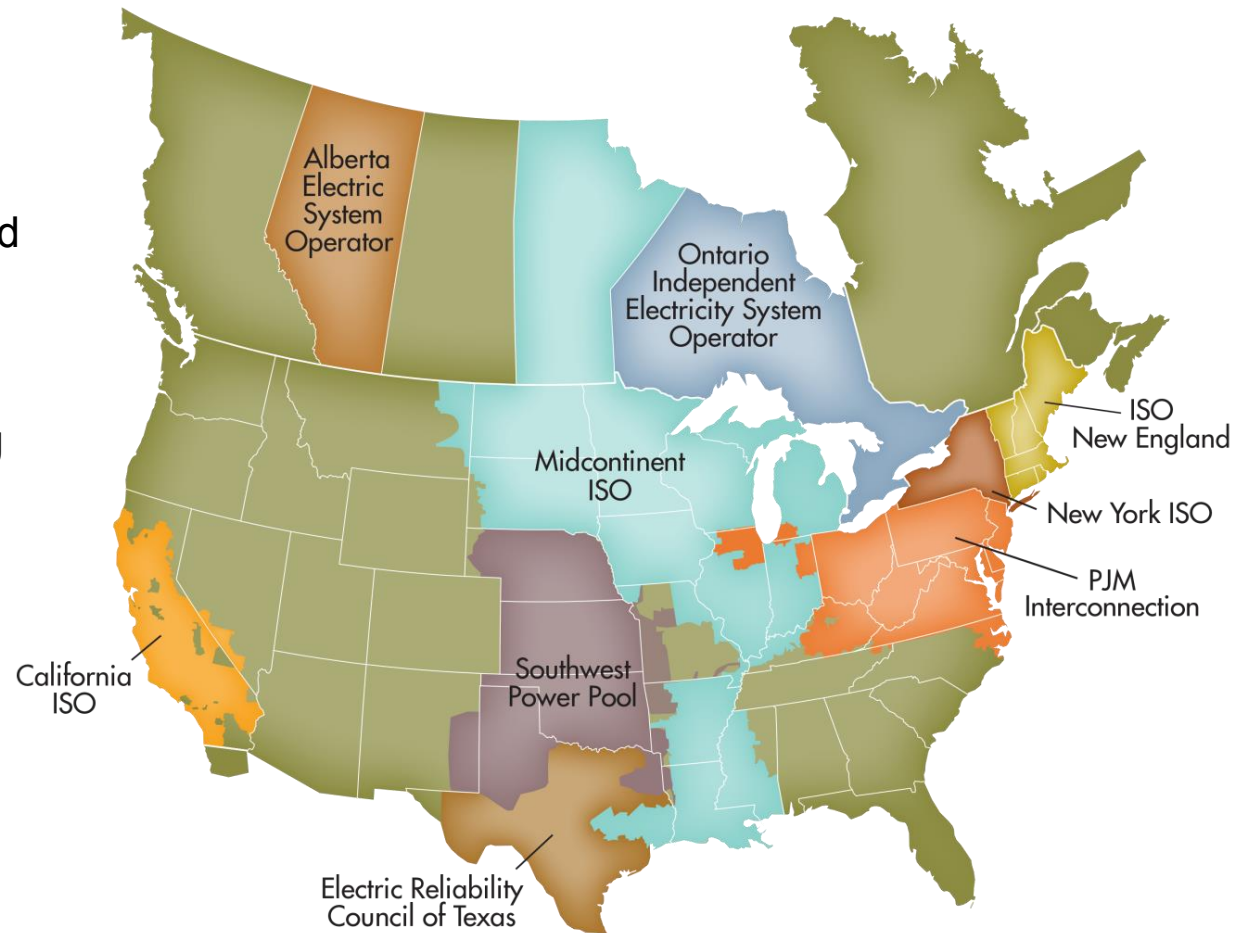 Alberta
Electric
System
Operator
d
Ontario
Independent
Electricity System
Operator
g
ISO
New England
Midcontinent
ISO
New York ISO
PJM
Interconnection
California
ISO
Southwest
Power Pool
Electric Reliability
Council of Texas